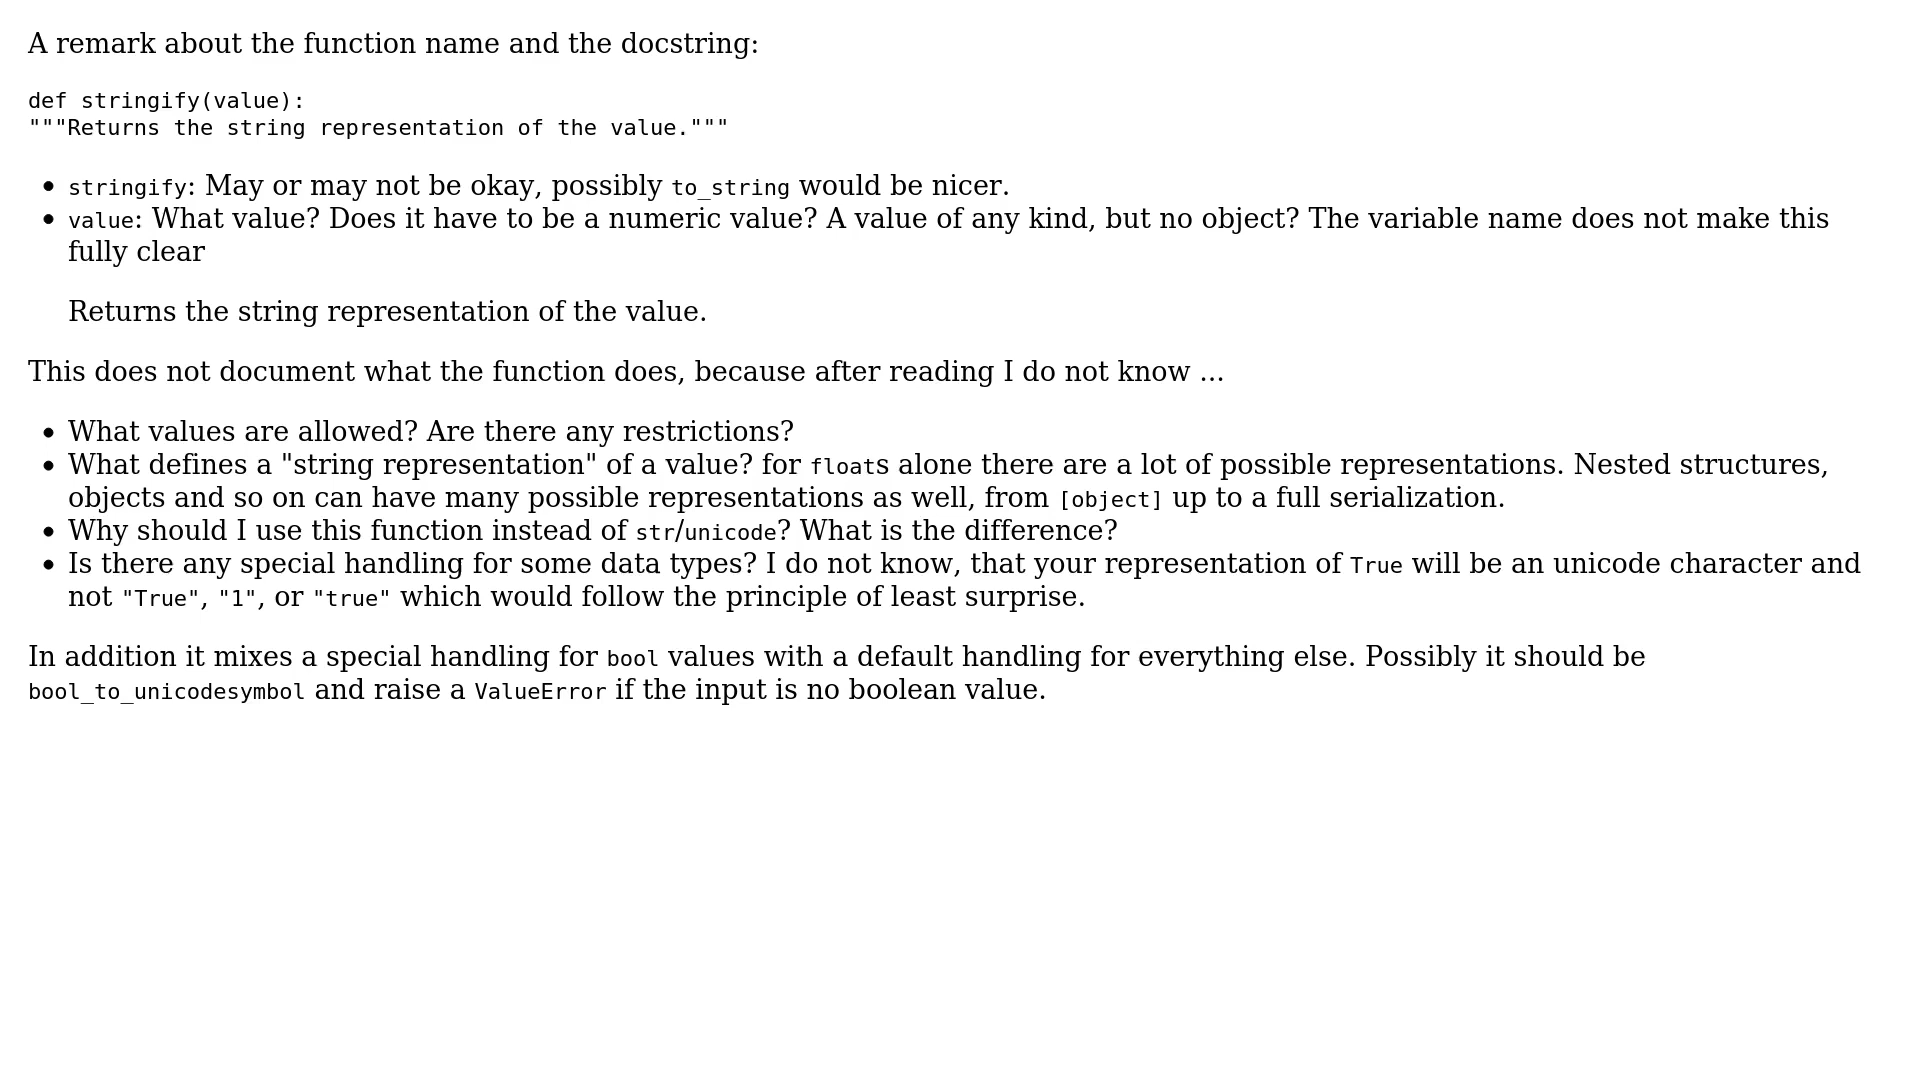 A remark about the function name and the docstring:
def stringify(value):
"""Returns the string representation of the value."""
• stringify: May or may not be okay, possibly to_string would be nicer.
• value: What value? Does it have to be a numeric value? A value of any kind, but no object? The variable name does not make this
fully clear
Returns the string representation of the value.
This does not document what the function does, because after reading I do not know ...
• What values are allowed? Are there any restrictions?
• What defines a "string representation" of a value? for floats alone there are a lot of possible representations. Nested structures,
objects and so on can have many possible representations as well, from [object] up to a full serialization.
• Why should I use this function instead of str/unicode? What is the difference?
• Is there any special handling for some data types? I do not know, that your representation of True will be an unicode character and
not "True", "1", or "true" which would follow the principle of least surprise.
In addition it mixes a special handling for bool values with a default handling for everything else. Possibly it should be
bool_to_unicodesymbol and raise a ValueError if the input is no boolean value.